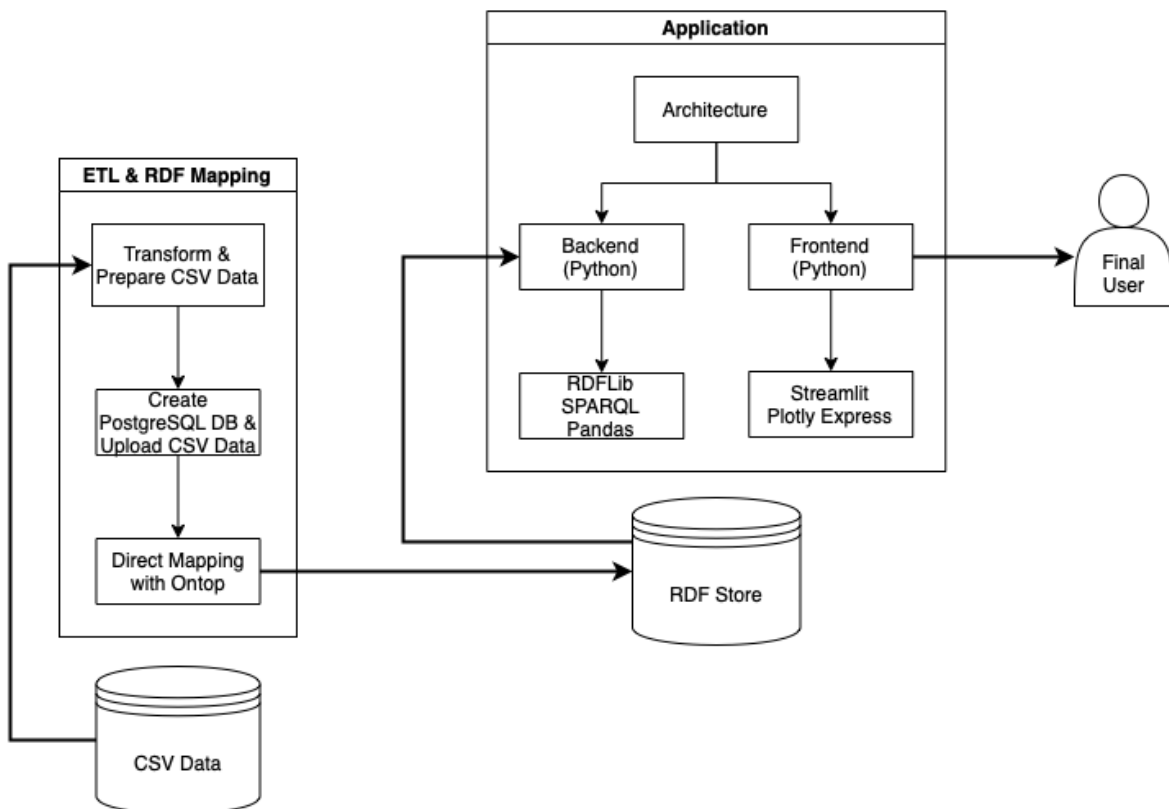 Application
Architecture
ETL & RDF Mapping
Transform &
Prepare CSV Data
Backend
(Python)
Frontend
(Python)
Final
User
Create
PostgreSQL DB &
Upload CSV Data
RDFLib
SPARQL
Pandas
Streamlit
Plotly Express
Direct Mapping
with Ontop
RDF Store
CSV Data